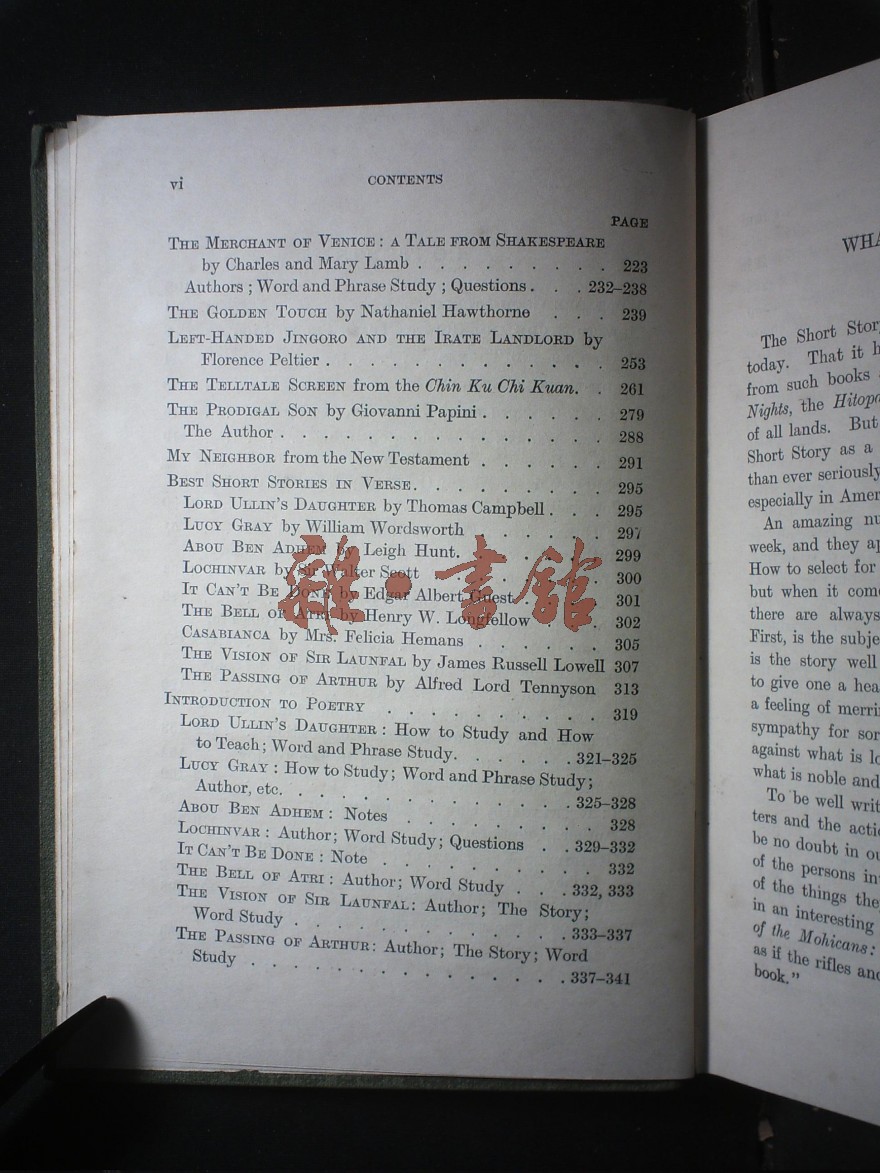 vi CONTENTS
PAGE
THE MERCHANT OF VENICE : A TALE FROM SHAKESPEARE
by Charles and Mary Lamb . . . . . . . . . 223
Authors ; Word and Phrase Study ; Questions . . . 232–238
THE GOLDEN TOUCH by Nathaniel Hawthorne . . . 239
LEFT-HANDED JINGORO AND THE IRATE LANDLORD by
Florence Peltier . . . . . . . . . . . . . 253
THE TELLTALE SCREEN from the Chin Ku Chi Kuan. . 261
THE PRODIGAL SON by Giovanni Papini . . . . . . 279
The Author . . . . . . . . . . . . . . . 288
MY NEIGHBOR from the New Testament . . . . . . 291
BEST SHORT STORIES IN VERSE. . . . . . . . . 295
LORD ULLIN'S DAUGHTER by Thomas Campbell . . . 295
LUCY GRAY by William Wordsworth . . . . . 297
ABOU BEN ADHEM by Leigh Hunt. . . . . . . 299
LOCHINVAR by Sir Walter Scott . . . . . . . 300
IT CAN'T BE DONE by Edgar Albert Guest . . . . 301
THE BELL OF ATRI by Henry W. Longfellow . . . 302
CASABIANCA by Mrs. Felicia Hemans . . . . . . 305
THE VISION OF SIR LAUNFAL by James Russell Lowell 307
THE PASSING OF ARTHUR by Alfred Lord Tennyson 313
INTRODUCTION TO POETRY . . . . . . . . . . 319
LORD ULLIN'S DAUGHTER : How to Study and How
to Teach ; Word and Phrase Study. . . . . . 321–325
LUCY GRAY : How to Study ; Word and Phrase Study ;
Author, etc. . . . . . . . . . . . . 325–328
ABOU BEN ADHEM : Notes . . . . . . . . . 328
LOCHINVAR : Author ; Word Study ; Questions . . 329–332
IT CAN'T BE DONE : Note . . . . . . . . . 332
THE BELL OF ATRI : Author ; Word Study . . . 332, 333
THE VISION OF SIR LAUNFAL: Author ; The Story ;
Word Study . . . . . . . . . . . . 333–337
THE PASSING OF ARTHUR : Author ; The Story ; Word
Study . . . . . . . . . . . . . . 337–341
雜·書館
WHA
The Short Stor
today. That it h
from such books
Nights, the Hitopa
of all lands. But
Short Story as a
than ever seriously
especially in Amer
An amazing nu
week, and they ap
How to select for
but when it com
there are always
First, is the subje
is the story well
to give one a hea
a feeling of merri
sympathy for sor
against what is lo
what is noble and
To be well writ
ters and the acti
be no doubt in ou
of the persons in
of the things the
in an interesting
of the Mohicans:
as if the rifles and
book."